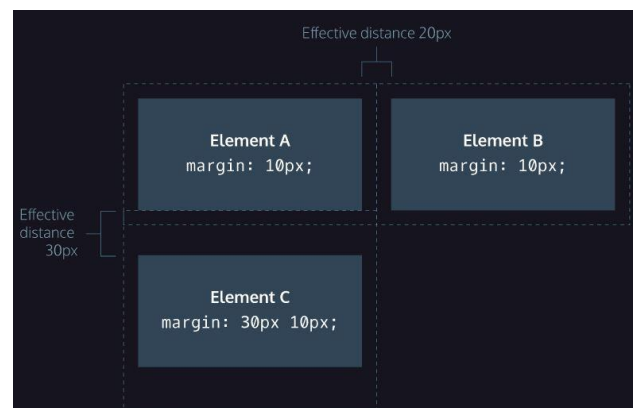 Effective distance 20px
Element A
margin: 10px;
Element B
margin: 10px;
Effective
distance
30px
Element C
margin: 30px 10px;